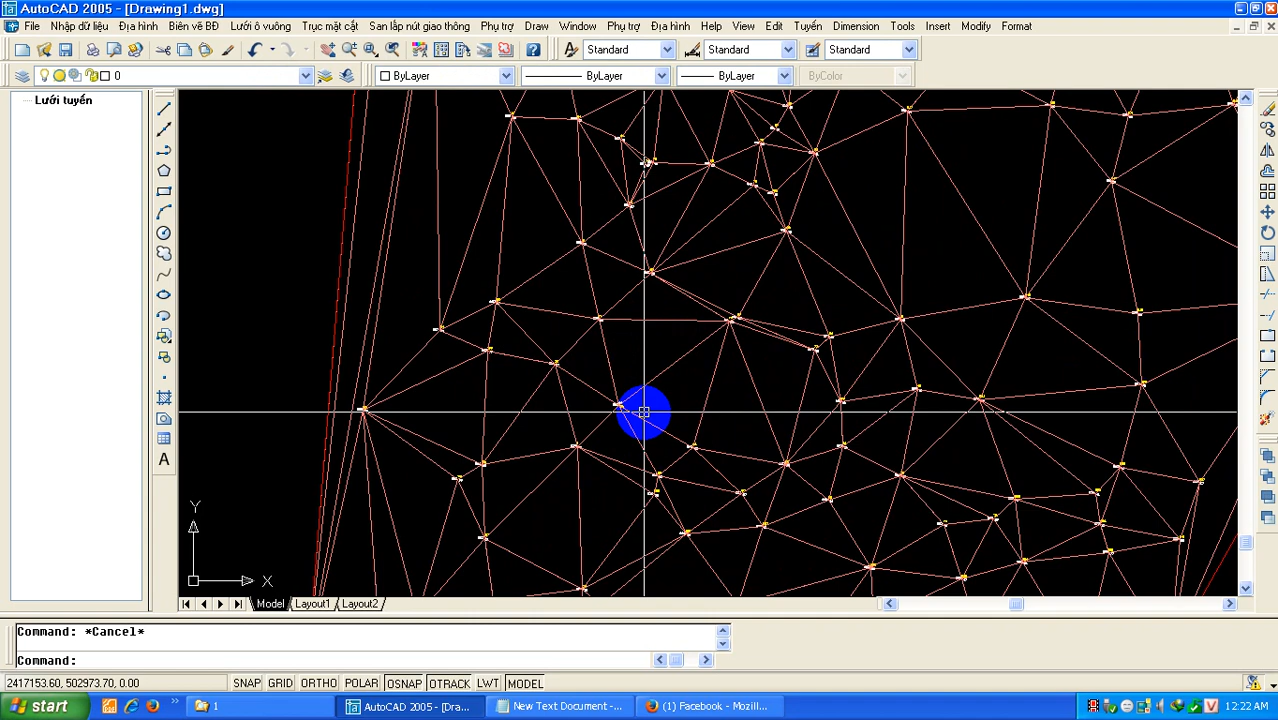 AutoCAD 2005 - [Drawing1.dwg]
File Nhập dữ liệu Địa hình Biên vẽ BĐ Lưới ô vuông Trục mặt cắt San lấp nút giao thông Phụ trợ Draw Window Phụ trợ Địa hình Help View Edit Tuyến Dimension Tools Insert Modify Format
Standard Standard Standard
0 ByLayer ByLayer ByLayer ByColor
Lưới tuyến
A
Y
X
Model Layout1 Layout2
Command: *Cancel*
Command:
2417153.60, 502973.70, 0.00 SNAP GRID ORTHO POLAR OSNAP OTRACK LWT MODEL
start 1 AutoCAD 2005 - [Dra... New Text Document -... (1) Facebook - Mozill... V 12:22 AM